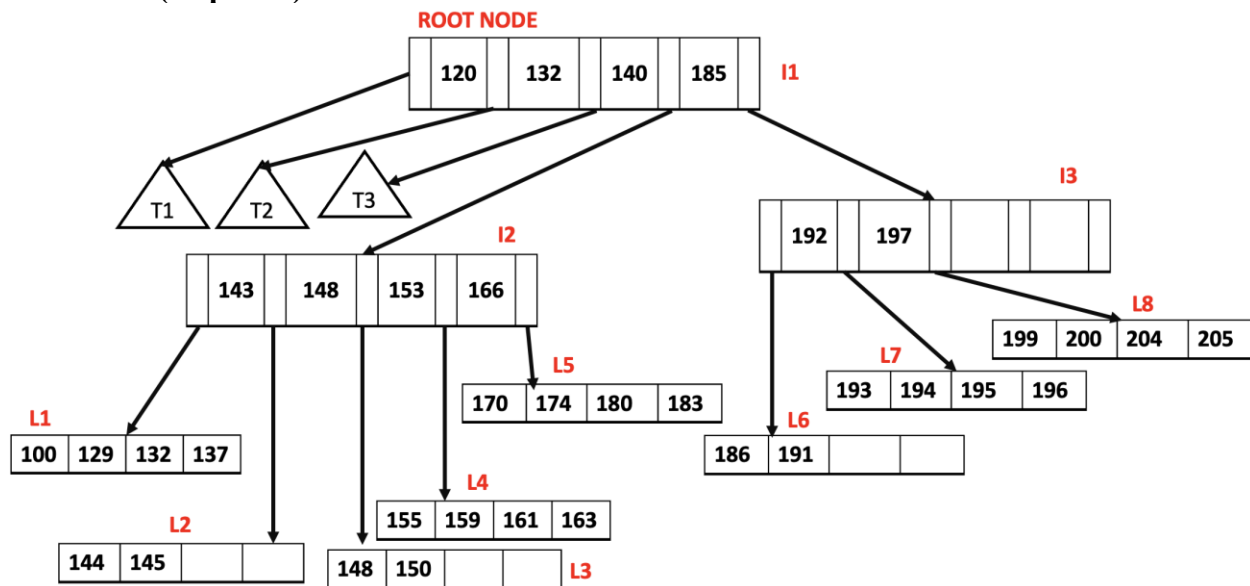 ROOT NODE
120 132 140 185 I1
T1 T2 T3
I3
192 197
I2
143 148 153 166
L8
199 200 204 205
L7
193 194 195 196
L5
170 174 180 183
L6
186 191
L1
100 129 132 137
L4
155 159 161 163
L2
144 145
148 150 L3